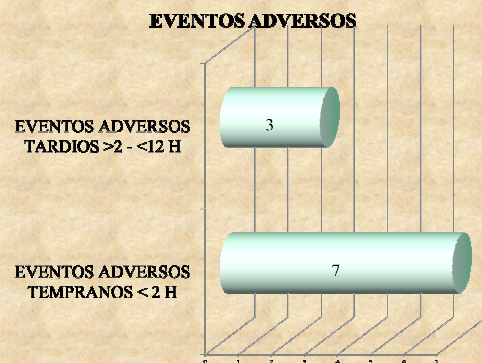 EVENTOS ADVERSOS
EVENTOS ADVERSOS
TARDIOS >2 - <12 H
3
EVENTOS ADVERSOS
TEMPRANOS < 2 H
7